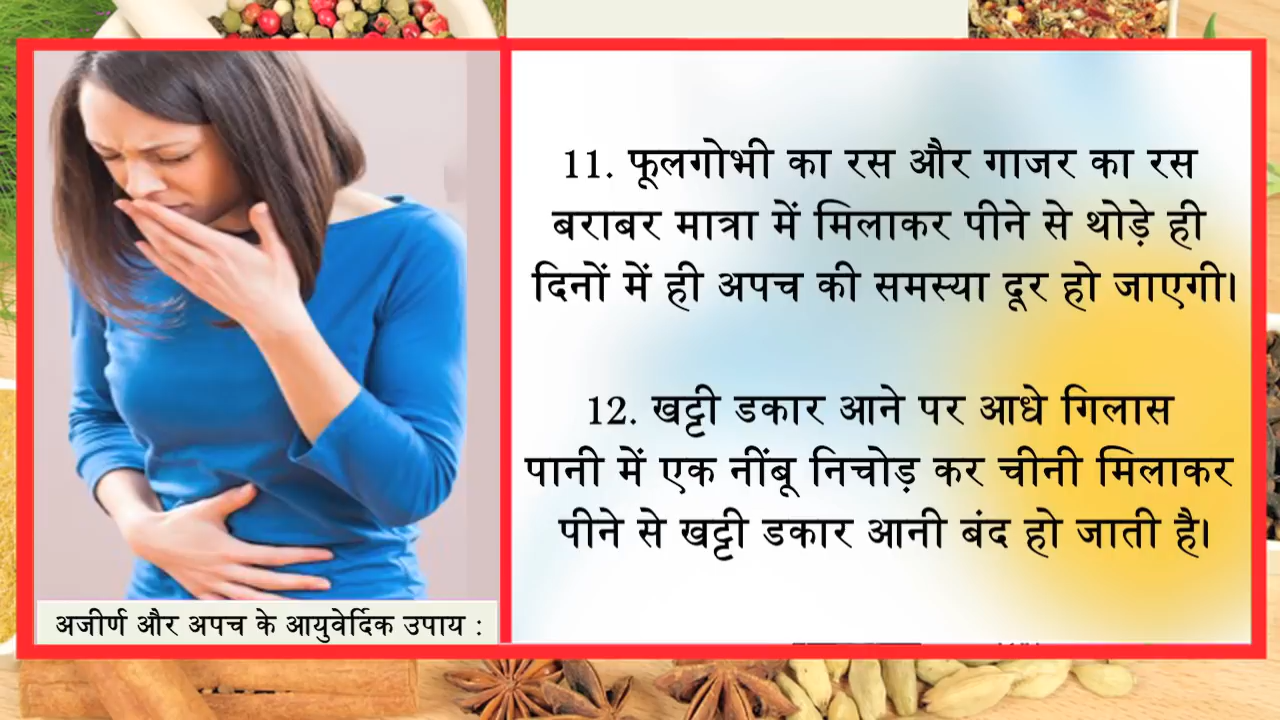 11. फूलगोभी का रस और गाजर का रस
बराबर मात्रा में मिलाकर पीने से थोड़े ही
दिनों में ही अपच की समस्या दूर हो जाएगी।
12. खट्टी डकार आने पर आधे गिलास
पानी में एक नींबू निचोड़ कर चीनी मिलाकर
पीने से खट्टी डकार आनी बंद हो जाती है।
अजीर्ण और अपच के आयुवेर्दिक उपाय :